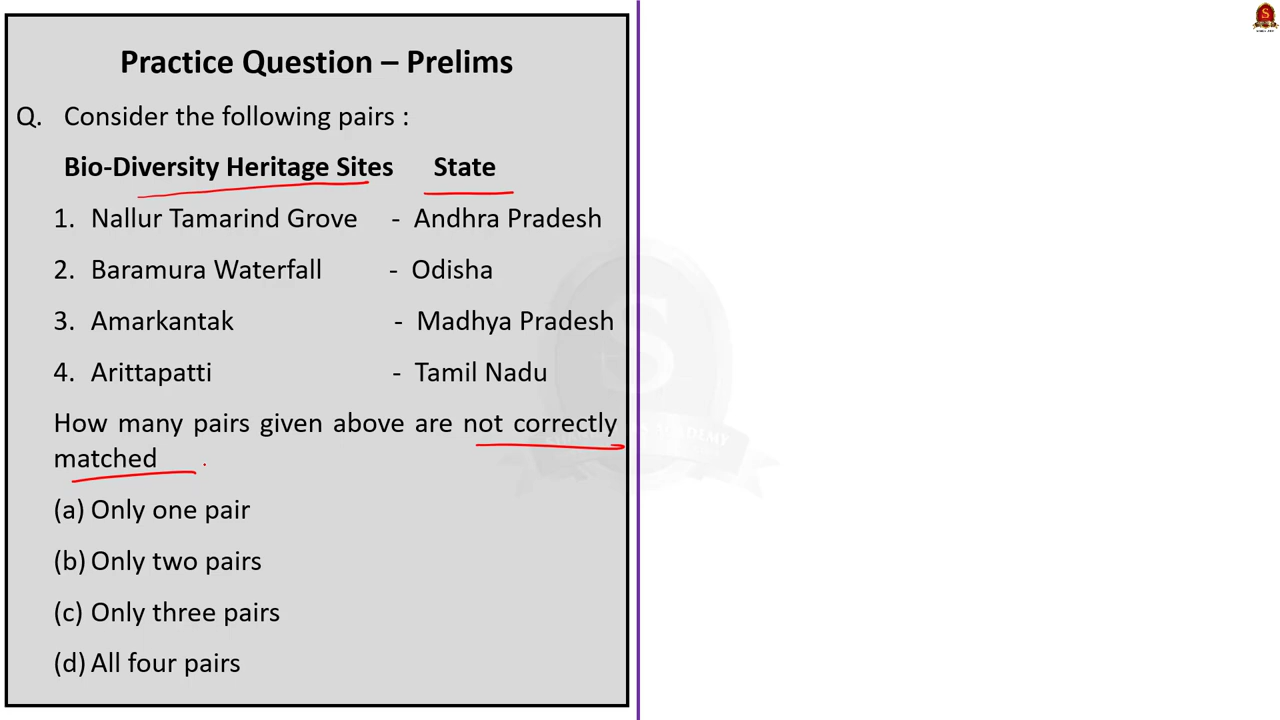 Practice Question – Prelims
Q. Consider the following pairs :
Bio-Diversity Heritage Sites State
1. Nallur Tamarind Grove - Andhra Pradesh
2. Baramura Waterfall - Odisha
3. Amarkantak - Madhya Pradesh
4. Arittapatti - Tamil Nadu
How many pairs given above are not correctly
matched
(a) Only one pair
(b) Only two pairs
(c) Only three pairs
(d) All four pairs
S